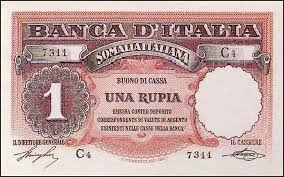 BANCA D'ITALIA
7311 SOMALIA ITALIANA C4
BUONO DI CASSA
1 UNA RUPIA
EMESSA CONTRO DEPOSITO
CORRISPONDENTE DI VALUTE DI ARGENTO
ESISTENTI NELLE CASSE DELLA BANCA
IL DIRETTORE GENERALE IL CASSIERE
C4 7311